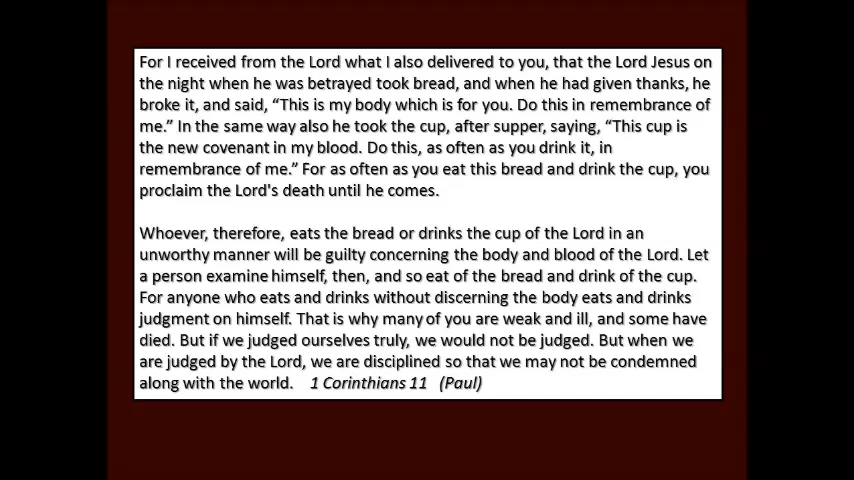 For I received from the Lord what I also delivered to you, that the Lord Jesus on
the night when he was betrayed took bread, and when he had given thanks, he
broke it, and said, “This is my body which is for you. Do this in remembrance of
me.” In the same way also he took the cup, after supper, saying, “This cup is
the new covenant in my blood. Do this, as often as you drink it, in
remembrance of me.” For as often as you eat this bread and drink the cup, you
proclaim the Lord's death until he comes.
Whoever, therefore, eats the bread or drinks the cup of the Lord in an
unworthy manner will be guilty concerning the body and blood of the Lord. Let
a person examine himself, then, and so eat of the bread and drink of the cup.
For anyone who eats and drinks without discerning the body eats and drinks
judgment on himself. That is why many of you are weak and ill, and some have
died. But if we judged ourselves truly, we would not be judged. But when we
are judged by the Lord, we are disciplined so that we may not be condemned
along with the world. 1 Corinthians 11 (Paul)